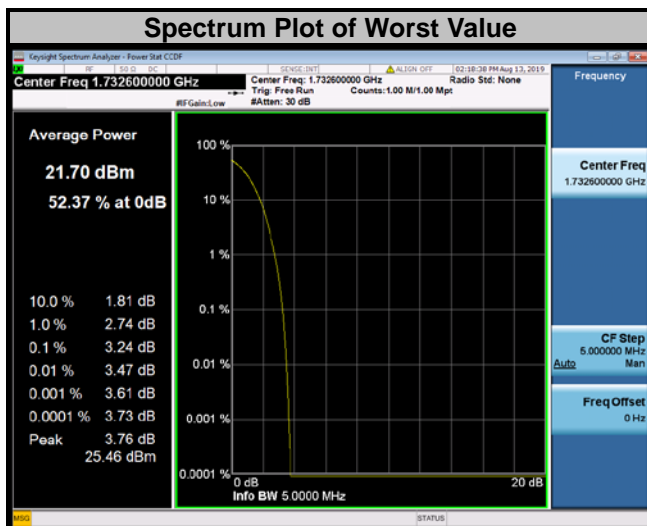 Spectrum Plot of Worst Value
Keysight Spectrum Analyzer - Power Stat CCDF
RF 50 Ω DC SENSE:INT ALIGN OFF 02:18:38 PM Aug 13, 2019
Center Freq 1.732600000 GHz
Center Freq: 1.732600000 GHz Radio Std: None
Trig: Free Run Counts:1.00 M/1.00 Mpt
#IFGain:Low #Atten: 30 dB
Frequency
Average Power
21.70 dBm
52.37 % at 0dB
10.0 % 1.81 dB
1.0 % 2.74 dB
0.1 % 3.24 dB
0.01 % 3.47 dB
0.001 % 3.61 dB
0.0001 % 3.73 dB
Peak 3.76 dB
25.46 dBm
100 %
10 %
1 %
0.1 %
0.01 %
0.001 %
0.0001 %
0 dB 20 dB
Info BW 5.0000 MHz
Center Freq
1.732600000 GHz
CF Step
5.000000 MHz
Auto Man
Freq Offset
0 Hz
MSG STATUS